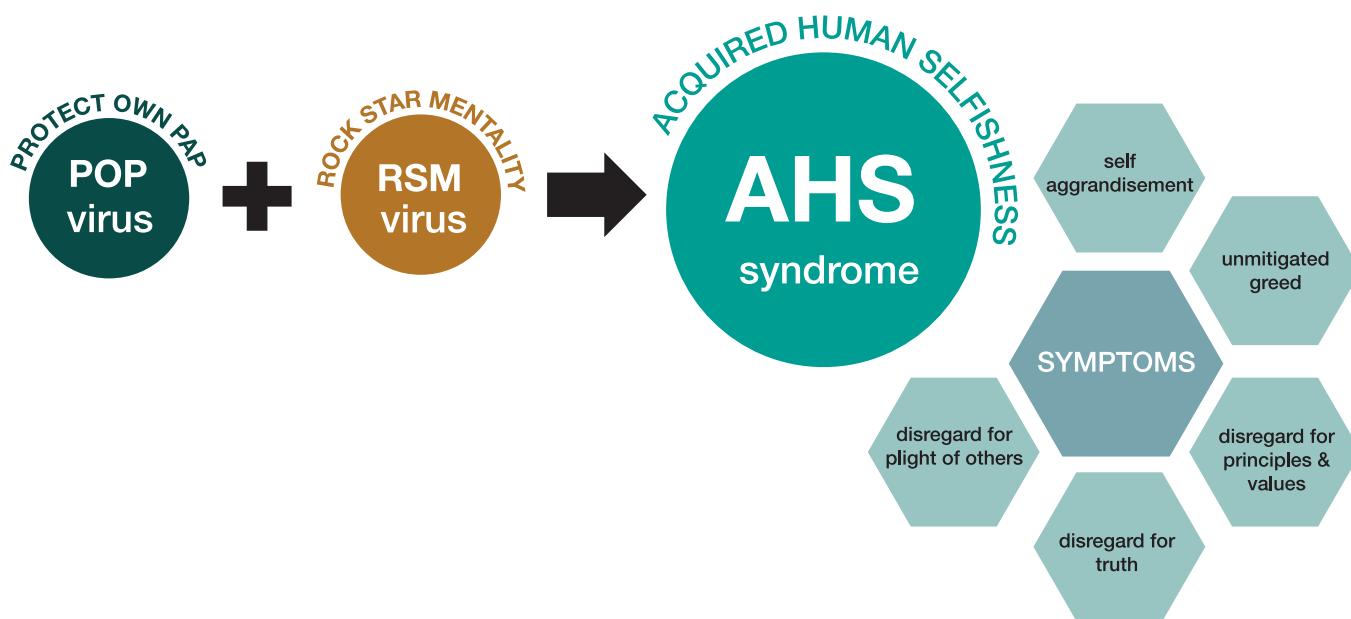 PROTECT OWN PAP
POP
virus
ROCK STAR MENTALITY
RSM
virus
ACQUIRED HUMAN SELFISHNESS
AHS
syndrome
self
aggrandisement
unmitigated
greed
SYMPTOMS
disregard for
plight of others
disregard for
principles &
values
disregard for
truth